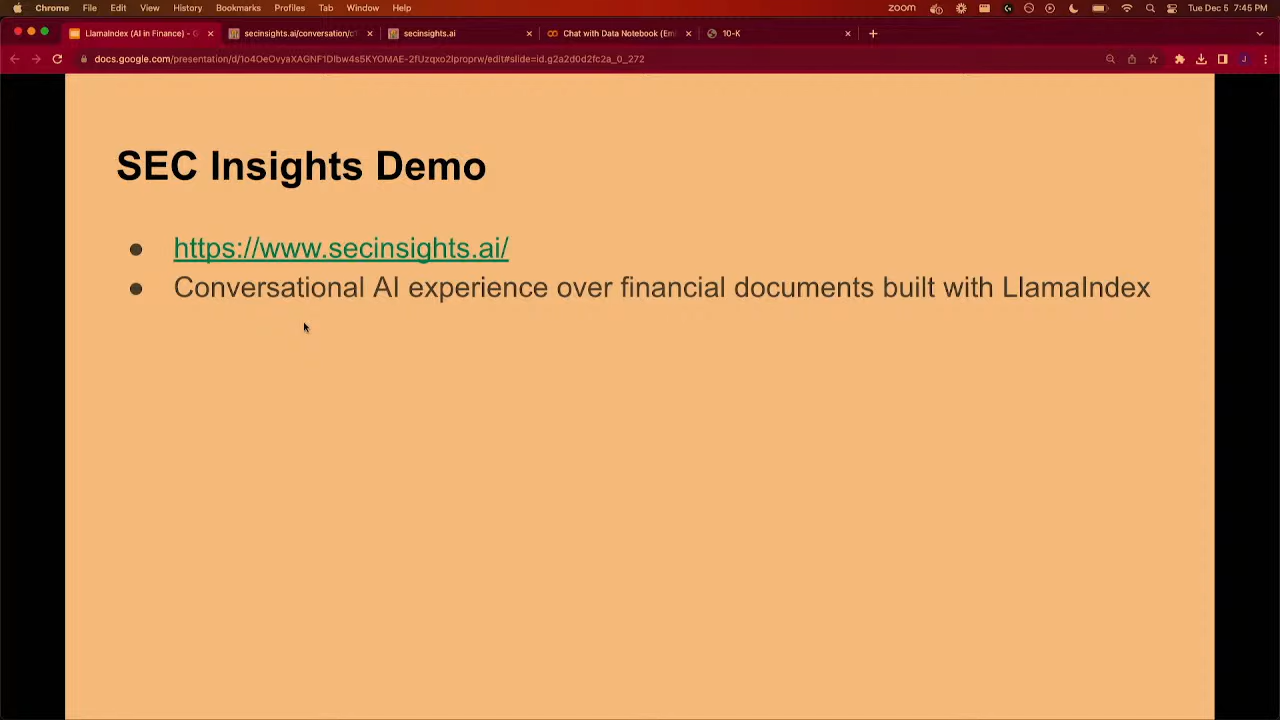 Chrome File Edit View History Bookmarks Profiles Tab Window Help zoom Tue Dec 5 7:45 PM
LlamaIndex (AI in Finance) - G secinsights.ai/conversation/c secinsights.ai Chat with Data Notebook (Em 10-K
SEC Insights Demo
● https://www.secinsights.ai/
● Conversational AI experience over financial documents built with LlamaIndex